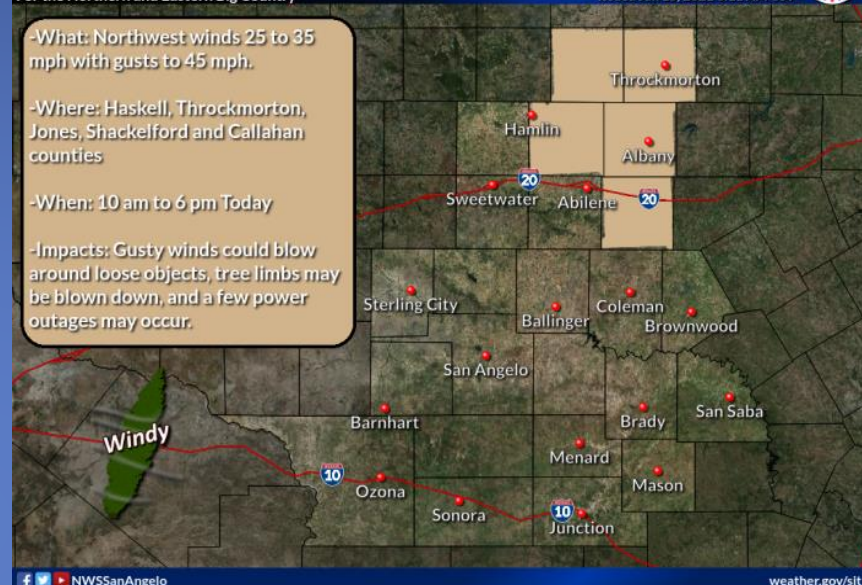 -What: Northwest winds 25 to 35
mph with gusts to 45 mph.
-Where: Haskell, Throckmorton,
Jones, Shackelford and Callahan
counties
-When: 10 am to 6 pm Today
-Impacts: Gusty winds could blow
around loose objects, tree limbs may
be blown down, and a few power
outages may occur.
Throckmorton
Hamlin
Albany
20
Sweetwater
Abilene
20
Sterling City
Ballinger
Coleman
Brownwood
San Angelo
Barnhart
Brady
San Saba
Windy
Menard
10
Ozona
Mason
Sonora
10
Junction
NWSSanAngelo
weather.gov/sjt